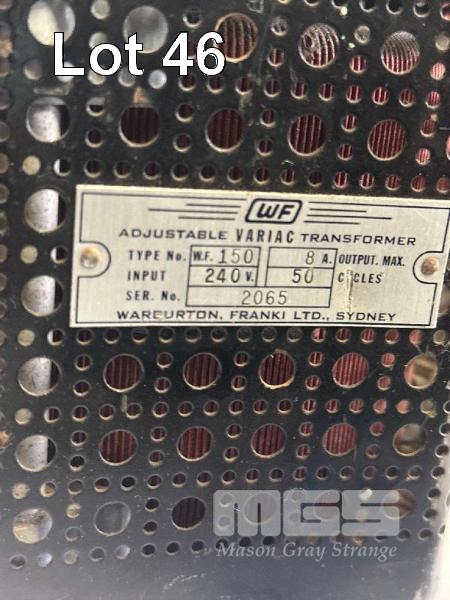 Lot 46
WF
ADJUSTABLE VARIAC TRANSFORMER
TYPE No. W.F. 150 8 A. OUTPUT. MAX.
INPUT 240 V. 50 CYCLES
SER. No. 2065
WARBURTON, FRANKI LTD., SYDNEY
MGS
Mason Gray Strange